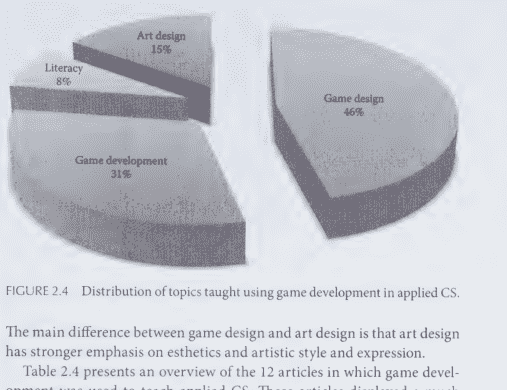 Art design
15%
Literacy
8%
Game design
46%
Game development
31%
FIGURE 2.4 Distribution of topics taught using game development in applied CS.
The main difference between game design and art design is that art design
has stronger emphasis on esthetics and artistic style and expression.
Table 2.4 presents an overview of the 12 articles in which game devel-
opment was used to teach applied CS. These articles displayed